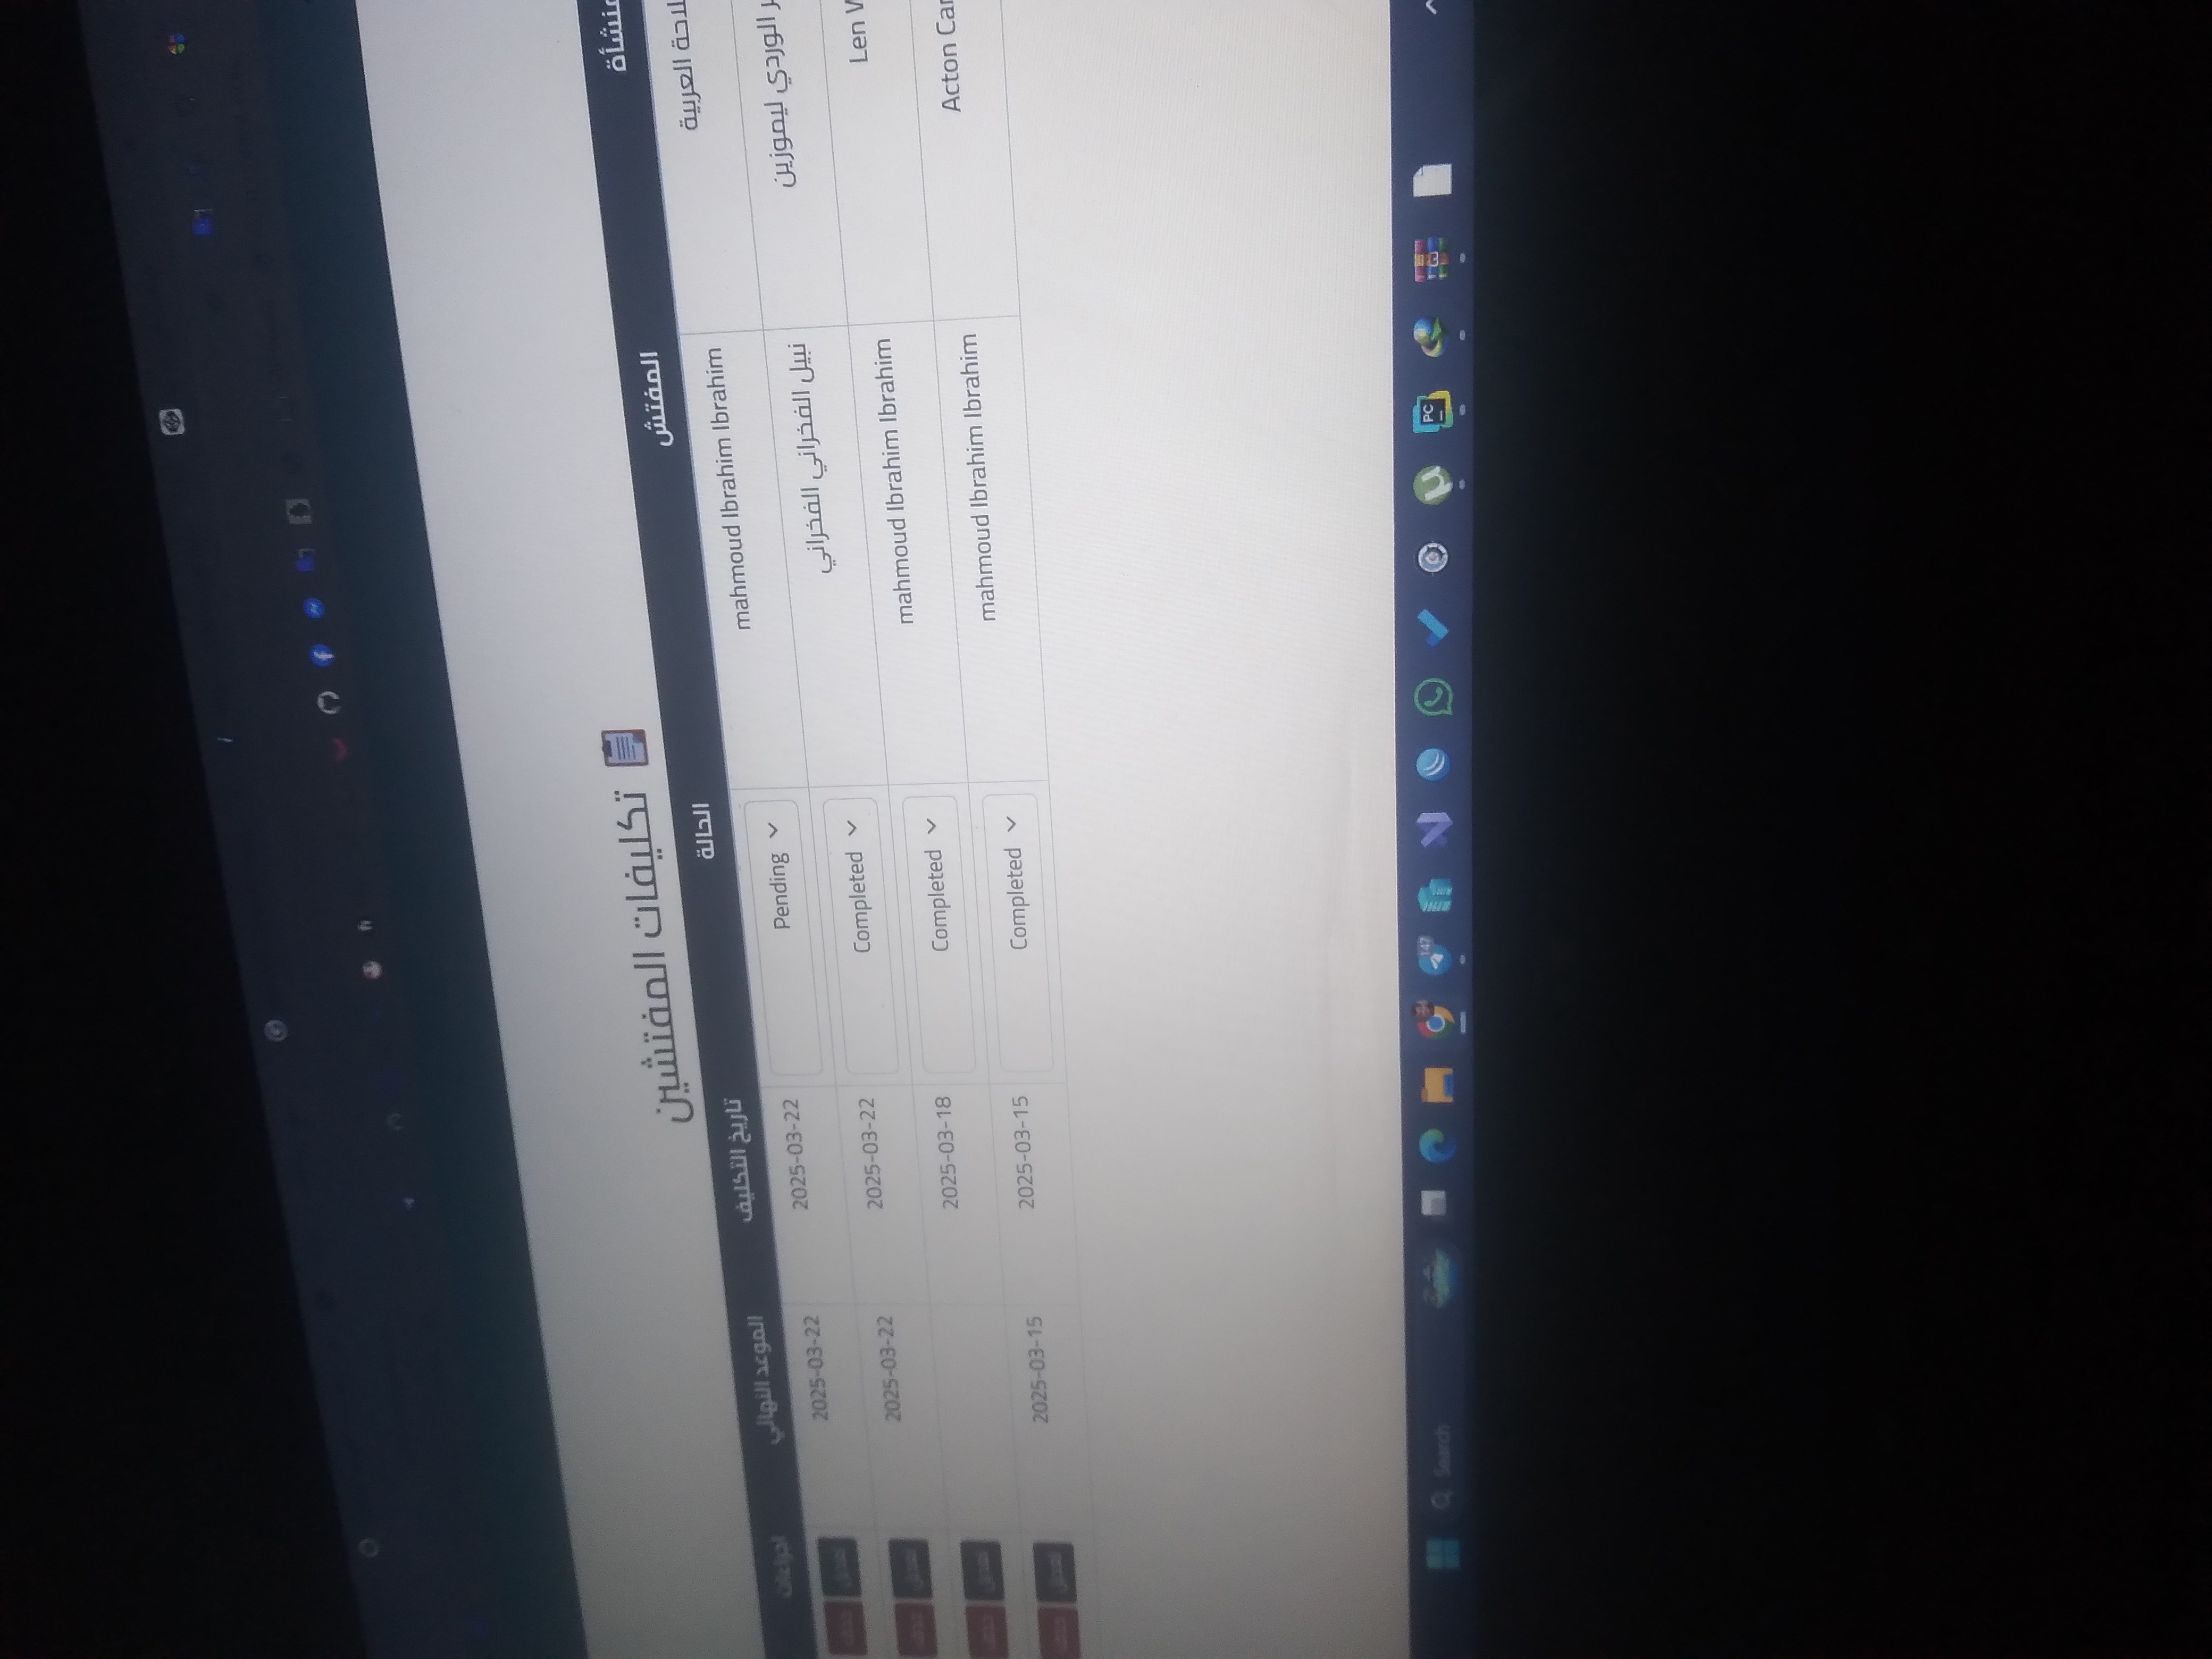 تكليفات المفتشين
المفتش الحالة تاريخ التكليف الموعد النهائي اجراءات
العربية mahmoud Ibrahim Ibrahim Pending 2025-03-22 2025-03-22 تعديل حذف
الوردي ليموزين نبيل الفخراني الفخراني Completed 2025-03-22 2025-03-22 تعديل حذف
Len mahmoud Ibrahim Ibrahim Completed 2025-03-18 تعديل حذف
Acton mahmoud Ibrahim Ibrahim Completed 2025-03-15 2025-03-15 تعديل حذف
Search 147 PC